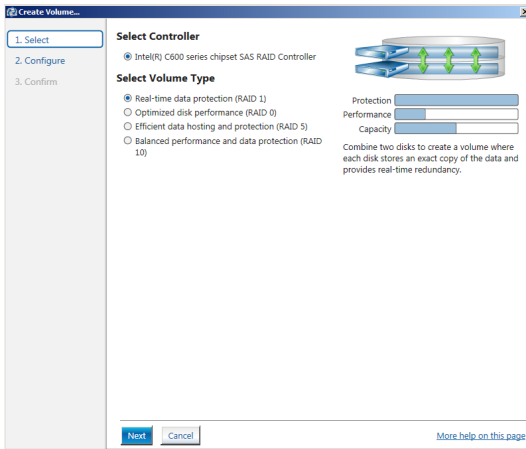 Create Volume...
1. Select
2. Configure
3. Confirm
Select Controller
Intel(R) C600 series chipset SAS RAID Controller
Select Volume Type
Real-time data protection (RAID 1)
Optimized disk performance (RAID 0)
Efficient data hosting and protection (RAID 5)
Balanced performance and data protection (RAID
10)
Protection
Performance
Capacity
Combine two disks to create a volume where
each disk stores an exact copy of the data and
provides real-time redundancy.
Next
Cancel
More help on this page